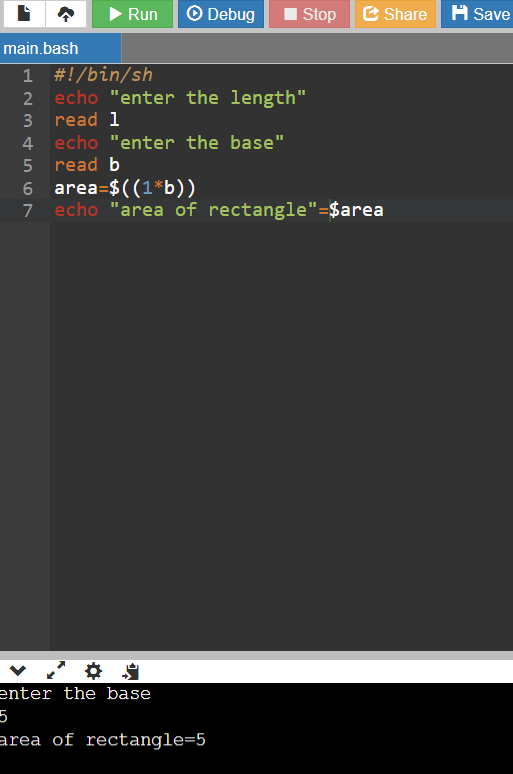 Run Debug Stop Share Save
main.bash
1 #!/bin/sh
2 echo "enter the length"
3 read l
4 echo "enter the base"
5 read b
6 area=$((1*b))
7 echo "area of rectangle"=$area
enter the base
5
area of rectangle=5